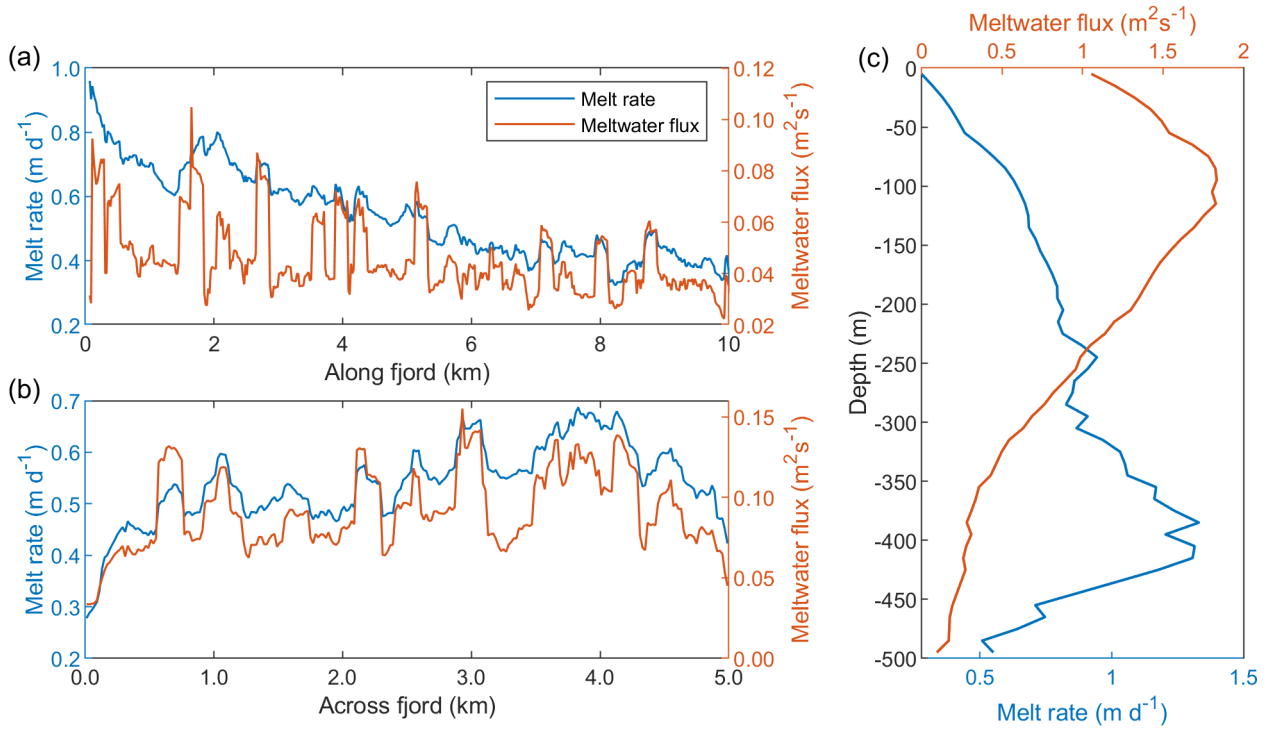 (a)
1.0
0.8
0.6
0.4
0.2
Melt rate (m d⁻¹)
0.12
0.10
0.08
0.06
0.04
0.02
Meltwater flux (m²s⁻¹)
Melt rate
Meltwater flux
0 2 4 6 8 10
Along fjord (km)
(b)
0.7
0.6
0.5
0.4
0.3
0.2
Melt rate (m d⁻¹)
0.15
0.10
0.05
0.00
Meltwater flux (m²s⁻¹)
0.0 1.0 2.0 3.0 4.0 5.0
Across fjord (km)
(c)
Meltwater flux (m²s⁻¹)
0 0.5 1 1.5 2
0
-50
-100
-150
-200
-250
-300
-350
-400
-450
-500
Depth (m)
0.5 1 1.5
Melt rate (m d⁻¹)